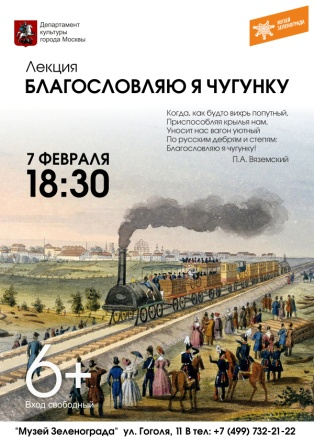 Департамент
культуры
города Москвы
МУЗЕЙ
ЗЕЛЕНОГРАДА
Лекция
БЛАГОСЛОВЛЯЮ Я ЧУГУНКУ
Когда, как будто вихрь попутный,
Приспособляя крылья нам,
Уносит нас вагон уютный
По русским дебрям и степям:
Благословляю я чугунку!
П.А. Вяземский
7 ФЕВРАЛЯ
18:30
6+
Вход свободный
"Музей Зеленограда" ул. Гоголя, 11 В тел: +7 (499) 732-21-22